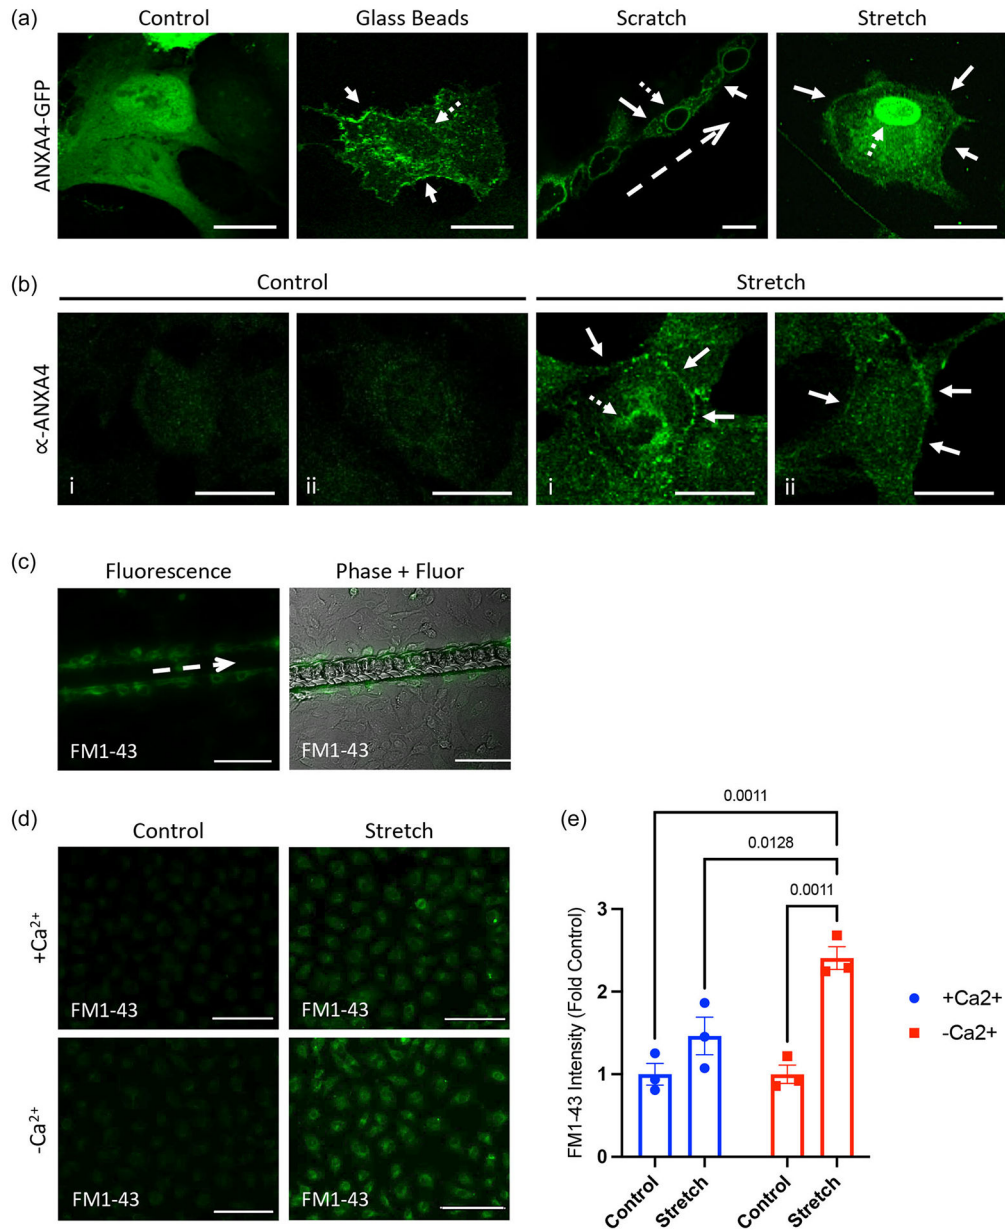 (a)
Control
Glass Beads
Scratch
Stretch
ANXA4-GFP
(b)
Control
Stretch
∝-ANXA4
i
ii
i
ii
(c)
Fluorescence
Phase + Fluor
FM1-43
FM1-43
(d)
Control
Stretch
+Ca²⁺
FM1-43
FM1-43
-Ca²⁺
FM1-43
FM1-43
(e)
0.0011
0.0128
0.0011
FM1-43 Intensity (Fold Control)
3
2
1
0
Control
Stretch
Control
Stretch
+Ca2+
-Ca2+